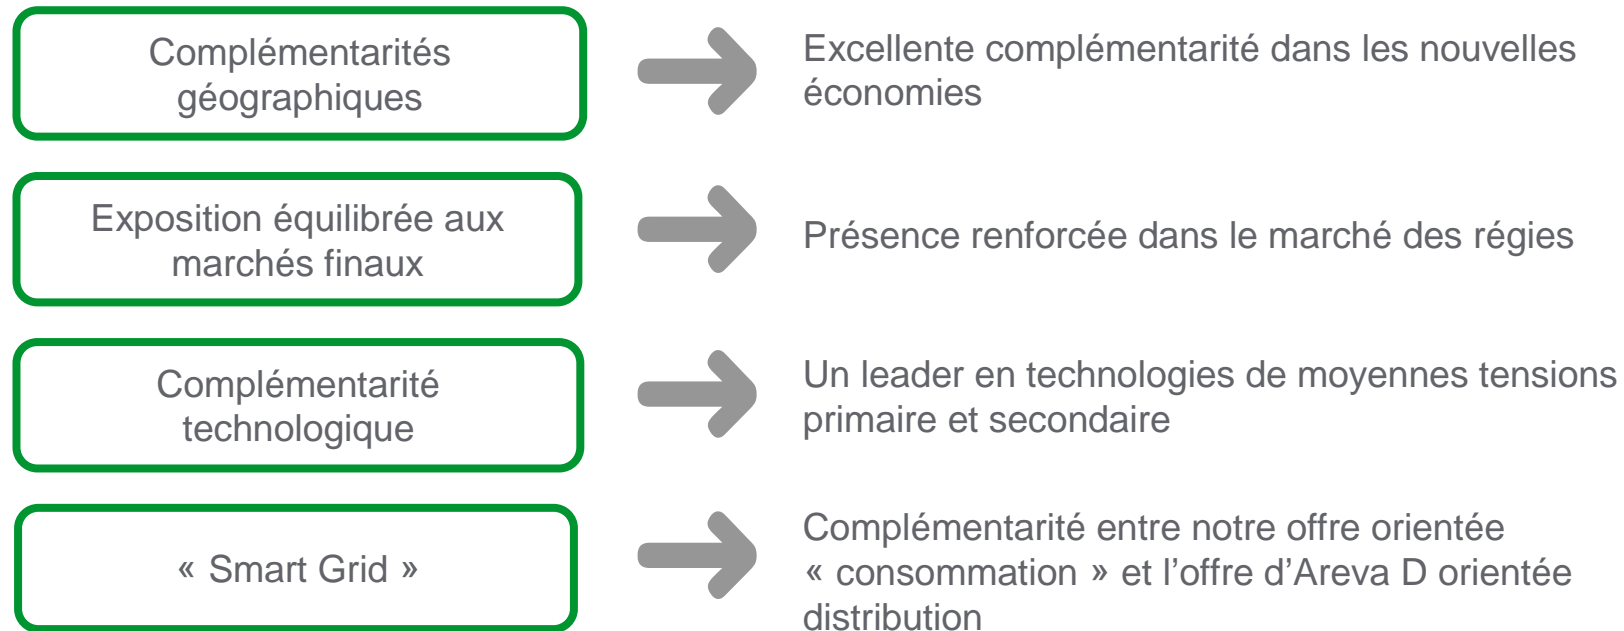 Complémentarités
géographiques
Excellente complémentarité dans les nouvelles
économies
Exposition équilibrée aux
marchés finaux
Présence renforcée dans le marché des régies
Complémentarité
technologique
Un leader en technologies de moyennes tensions
primaire et secondaire
« Smart Grid »
Complémentarité entre notre offre orientée
« consommation » et l’offre d’Areva D orientée
distribution